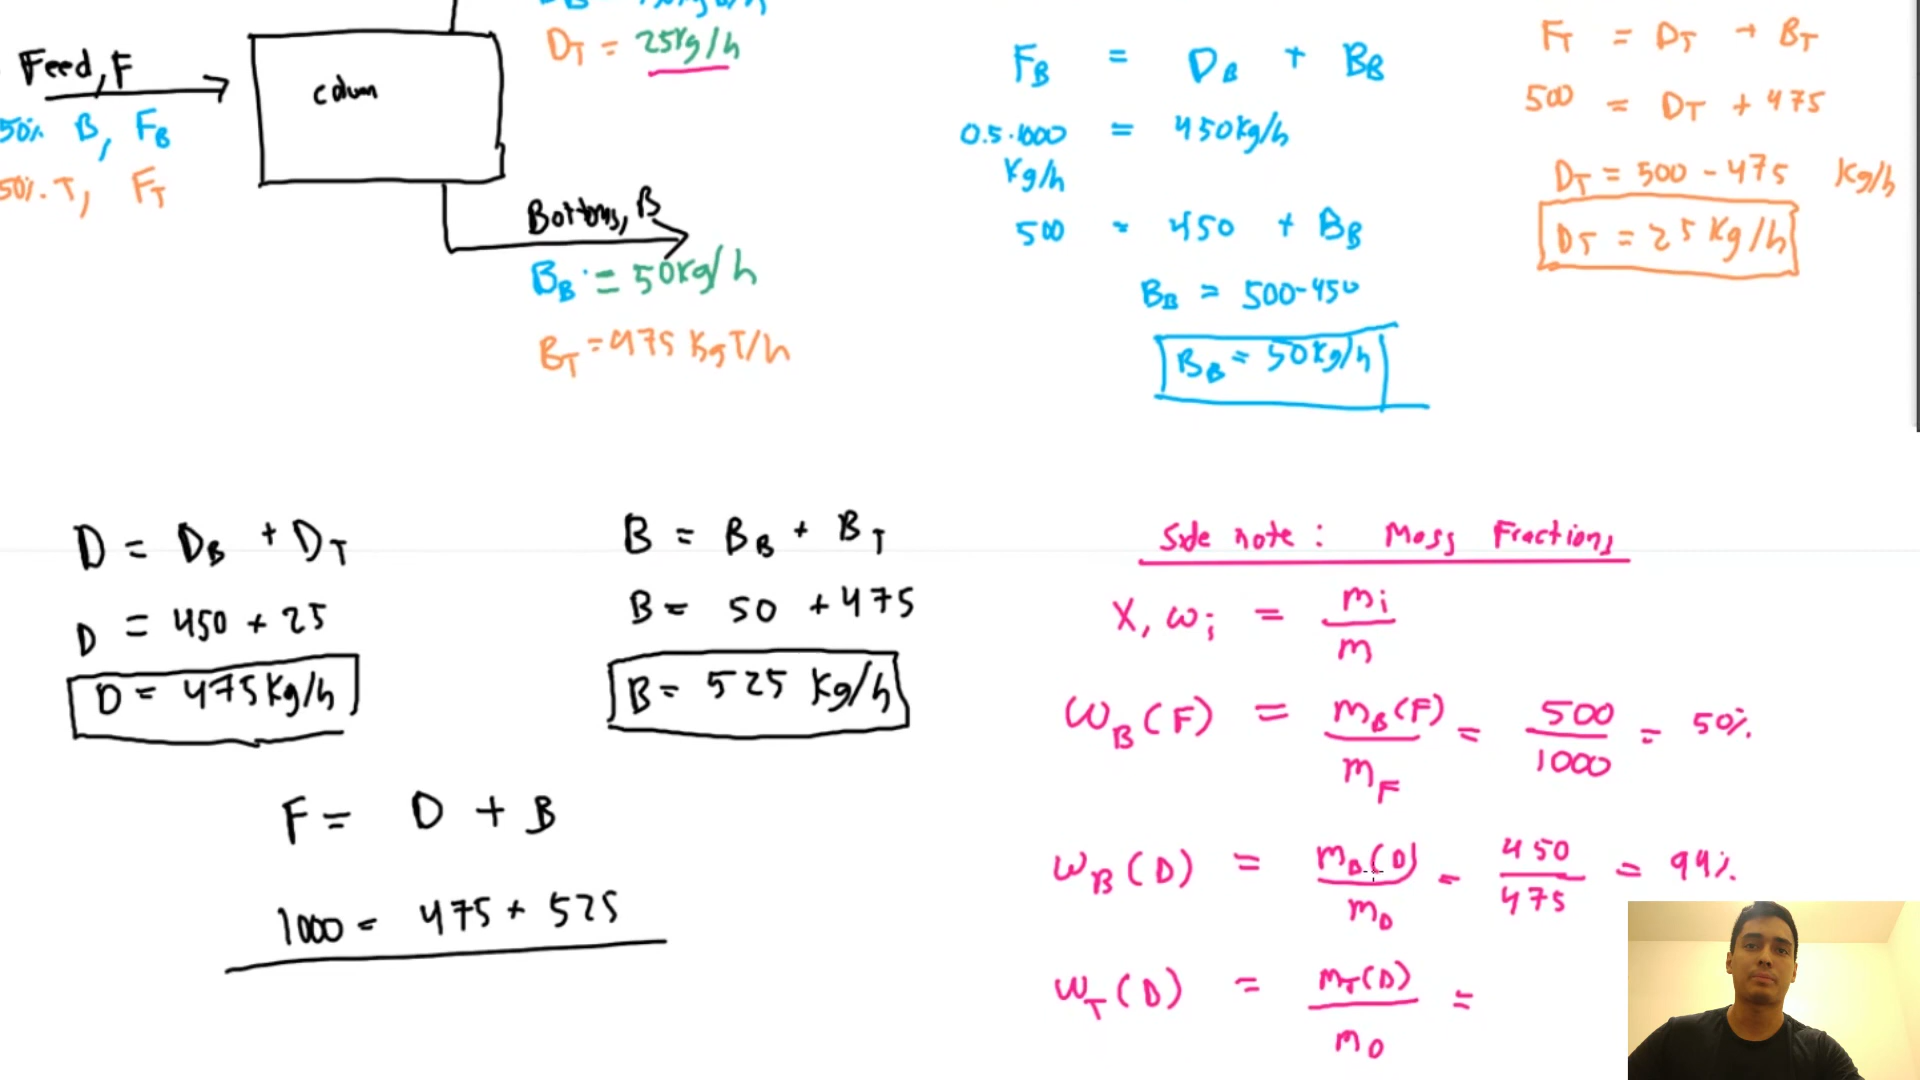 D_T = 25Kg/h
Feed, F
50% B, F_B
50%. T, F_T
colum
Bottoms, B
B_B = 50Kg/h
B_T = 475 KgT/h
F_B = D_B + B_B
0.5·1000 Kg/h = 450Kg/h
500 = 450 + B_B
B_B = 500-450
B_B = 50Kg/h
F_T = D_T + B_T
500 = D_T + 475
D_T = 500 - 475 Kg/h
D_T = 25 Kg/h
D = D_B + D_T
D = 450 + 25
D = 475Kg/h
B = B_B + B_T
B = 50 + 475
B = 525 Kg/h
F = D + B
1000 = 475 + 525
Side note: Mass Fractions
X, ω_i = m_i / m
ω_B(F) = m_B(F) / m_F = 500 / 1000 = 50%
ω_B(D) = m_B(D) / m_D = 450 / 475 = 94%
ω_T(D) = m_T(D) / m_D =